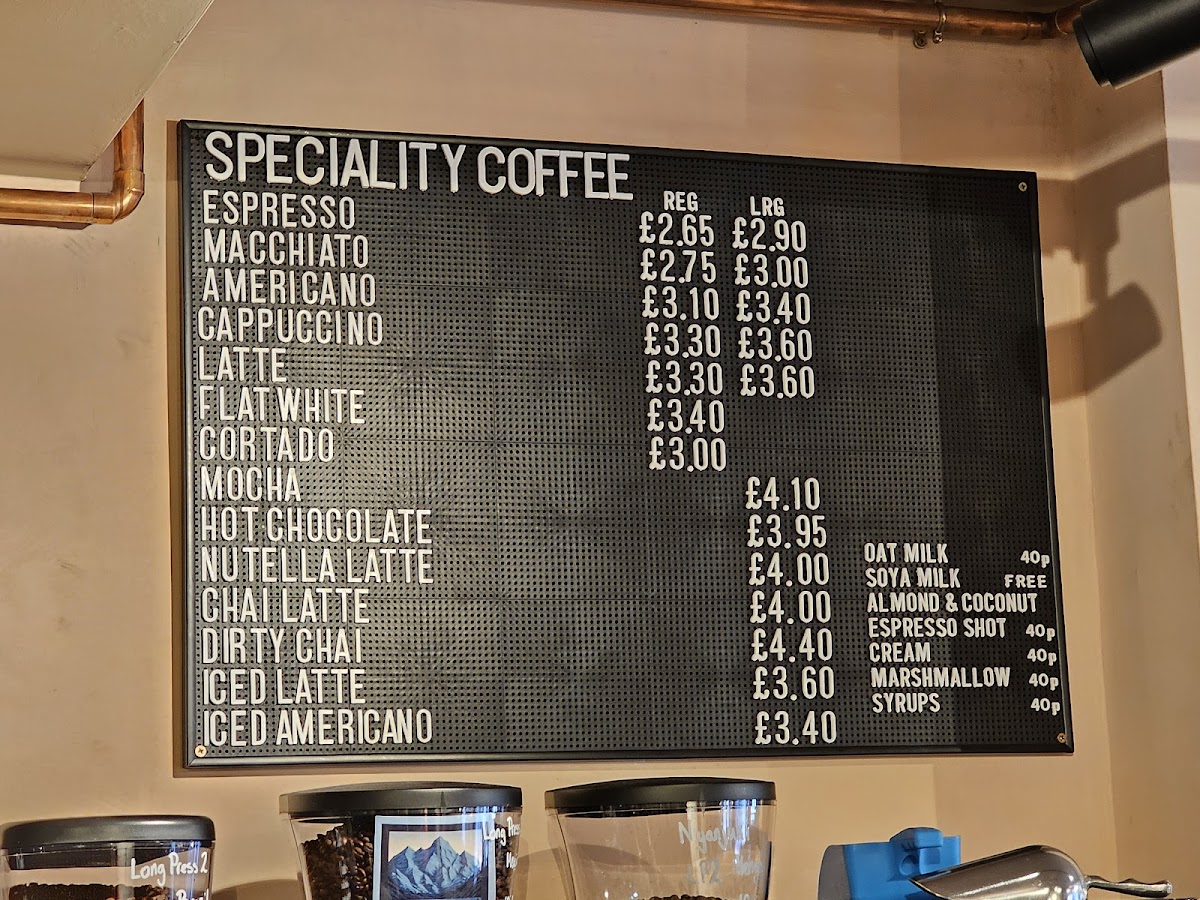 SPECIALITY COFFEE
REG LRG
ESPRESSO £2.65 £2.90
MACCHIATO £2.75 £3.00
AMERICANO £3.10 £3.40
CAPPUCCINO £3.30 £3.60
LATTE £3.30 £3.60
FLAT WHITE £3.40
CORTADO £3.00
MOCHA £4.10
HOT CHOCOLATE £3.95
NUTELLA LATTE £4.00
CHAI LATTE £4.00
DIRTY CHAI £4.40
ICED LATTE £3.60
ICED AMERICANO £3.40
OAT MILK 40p
SOYA MILK FREE
ALMOND & COCONUT
ESPRESSO SHOT 40p
CREAM 40p
MARSHMALLOW 40p
SYRUPS 40p
Long Press 2
Long